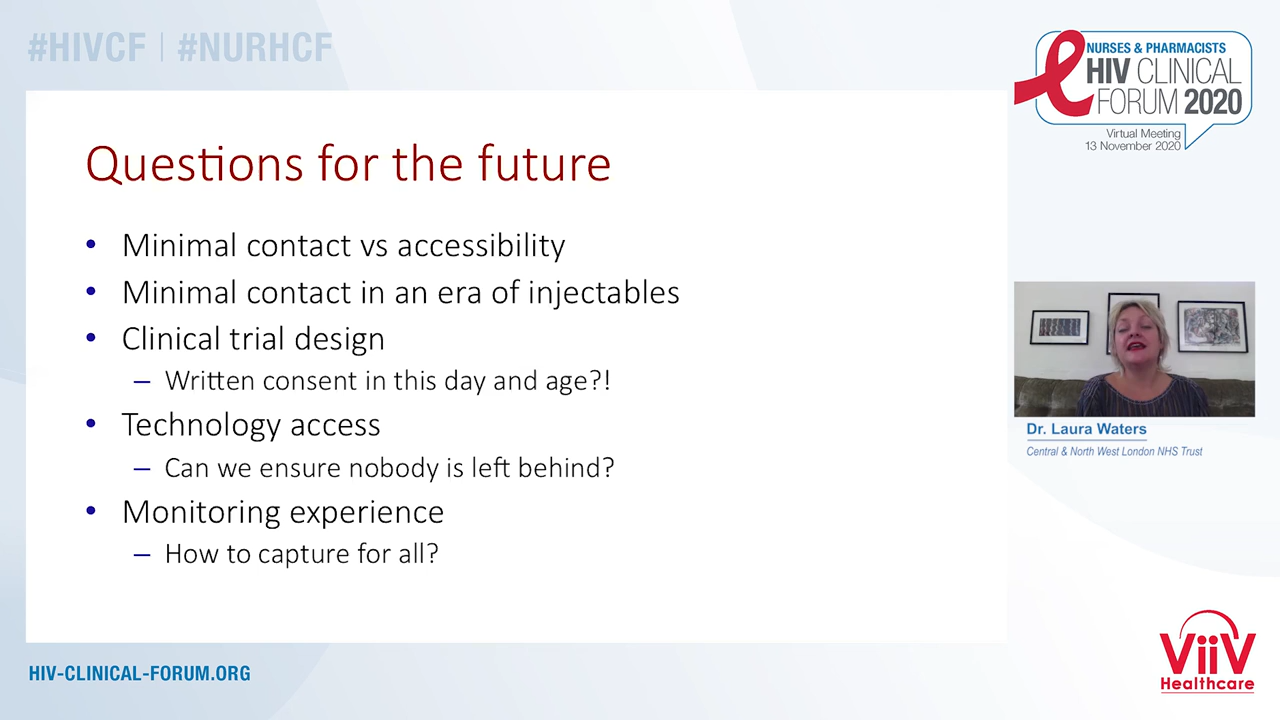 #HIVCF | #NURHCF
NURSES & PHARMACISTS
HIV CLINICAL
FORUM 2020
Virtual Meeting
13 November 2020
Questions for the future
• Minimal contact vs accessibility
• Minimal contact in an era of injectables
• Clinical trial design
– Written consent in this day and age?!
• Technology access
– Can we ensure nobody is left behind?
• Monitoring experience
– How to capture for all?
Dr. Laura Waters
Central & North West London NHS Trust
HIV-CLINICAL-FORUM.ORG
ViiV
Healthcare